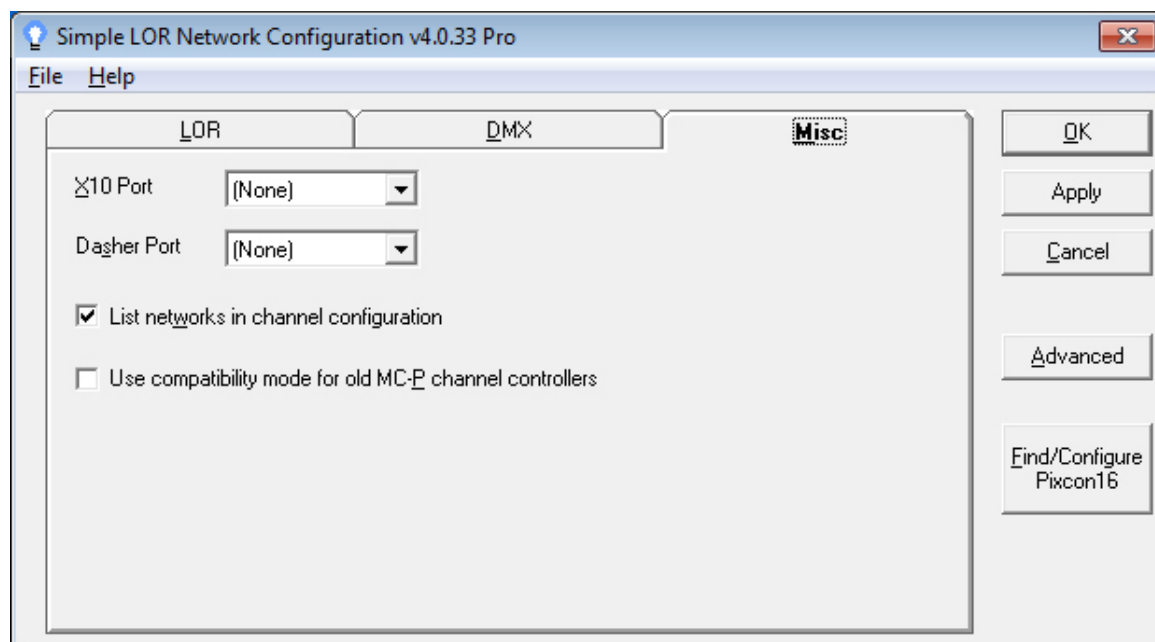 Simple LOR Network Configuration v4.0.33 Pro
File Help
LOR DMX Misc
OK
X10 Port (None)
Apply
Dasher Port (None)
Cancel
List networks in channel configuration
Advanced
Use compatibility mode for old MC-P channel controllers
Find/Configure
Pixcon16